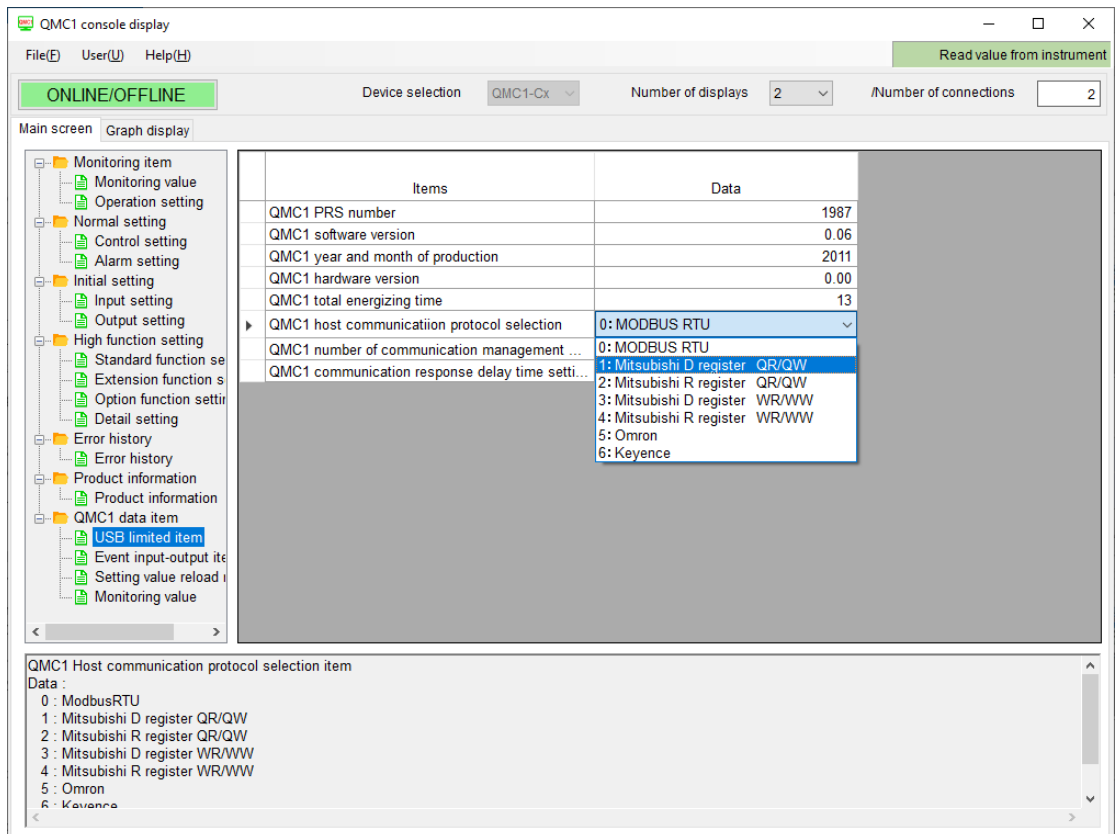 QMC1 console display
File(F) User(U) Help(H)
Read value from instrument
ONLINE/OFFLINE
Device selection QMC1-Cx
Number of displays 2
/Number of connections 2
Main screen Graph display
Monitoring item
Monitoring value
Operation setting
Normal setting
Control setting
Alarm setting
Initial setting
Input setting
Output setting
High function setting
Standard function se
Extension function s
Option function settin
Detail setting
Error history
Error history
Product information
Product information
QMC1 data item
USB limited item
Event input-output ite
Setting value reload
Monitoring value
Items Data
QMC1 PRS number 1987
QMC1 software version 0.06
QMC1 year and month of production 2011
QMC1 hardware version 0.00
QMC1 total energizing time 13
QMC1 host communicatiion protocol selection 0: MODBUS RTU
QMC1 number of communication management ...
QMC1 communication response delay time setti...
0: MODBUS RTU
1: Mitsubishi D register QR/QW
2: Mitsubishi R register QR/QW
3: Mitsubishi D register WR/WW
4: Mitsubishi R register WR/WW
5: Omron
6: Keyence
QMC1 Host communication protocol selection item
Data :
0 : ModbusRTU
1 : Mitsubishi D register QR/QW
2 : Mitsubishi R register QR/QW
3 : Mitsubishi D register WR/WW
4 : Mitsubishi R register WR/WW
5 : Omron
6 : Keyence